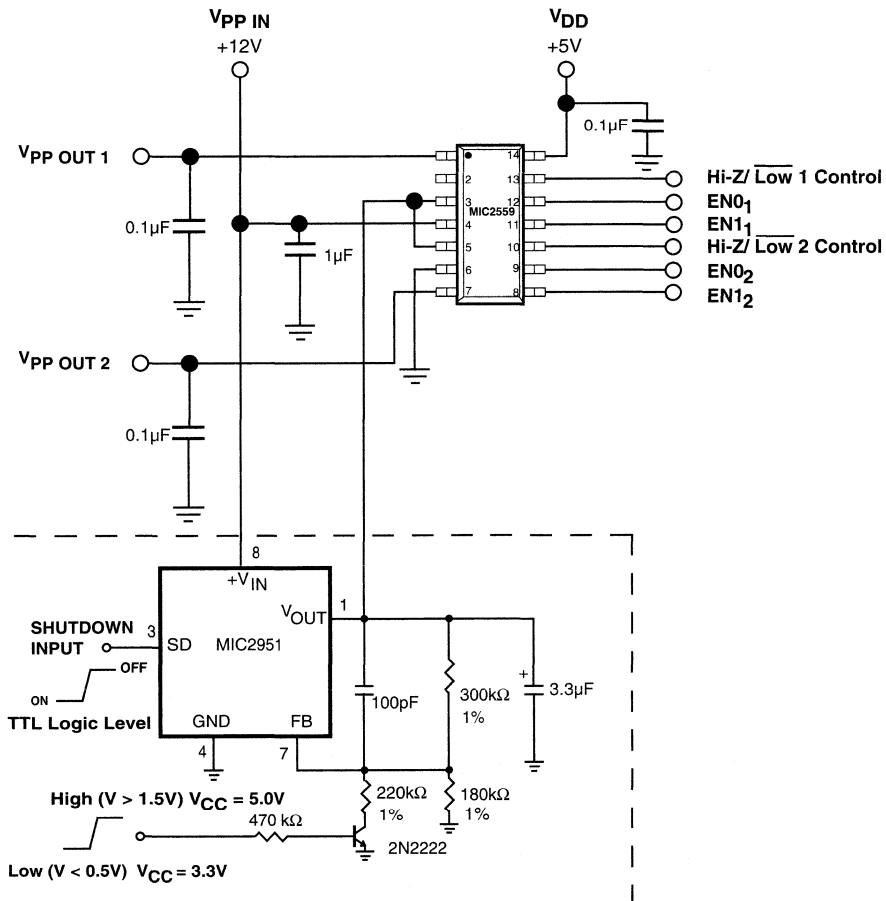 VPP IN
+12V
VDD
+5V
0.1µF
VPP OUT 1
14
2
13
Hi-Z/ Low 1 Control
3
MIC2559
12
EN01
0.1µF
4
11
EN11
1µF
5
10
Hi-Z/ Low 2 Control
6
9
EN02
7
8
EN12
VPP OUT 2
0.1µF
8
+VIN
SHUTDOWN
INPUT
3
SD
MIC2951
VOUT
1
OFF
ON
TTL Logic Level
100pF
300kΩ
1%
+
3.3µF
GND
FB
4
7
High (V > 1.5V) VCC = 5.0V
220kΩ
1%
180kΩ
1%
470 kΩ
2N2222
Low (V < 0.5V) VCC = 3.3V